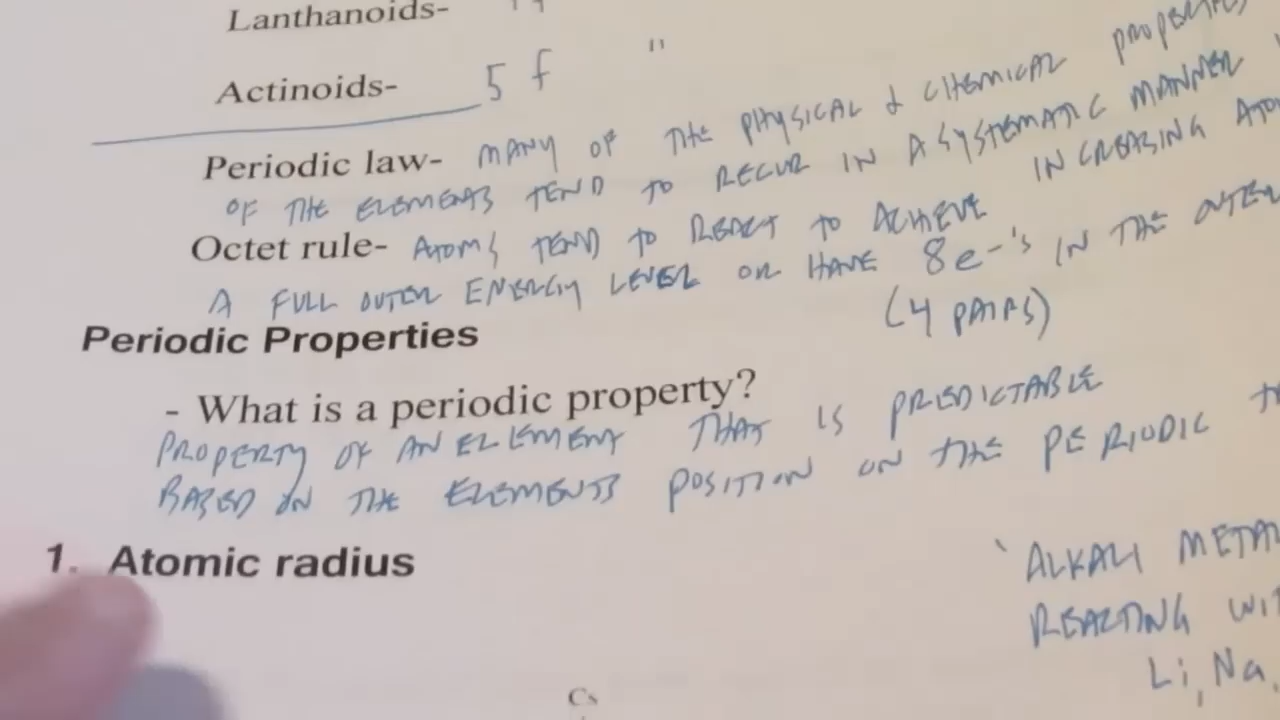 Lanthanoids-
Actinoids- 5 f "
Periodic law- MANY OF THE PHYSICAL & CHEMICAL
OF THE ELEMENTS TEND TO RECUR IN A SYSTEMATIC MANNER
INCREASING
Octet rule- ATOMS TEND TO REACT TO ACHIEVE
A FULL OUTER ENERGY LEVEL OR HAVE 8e-'s IN THE OUTER
(4 PAIRS)
Periodic Properties
- What is a periodic property?
PROPERTY OF AN ELEMENT THAT IS PREDICTABLE
BASED ON THE ELEMENTS POSITION ON THE PERIODIC
1. Atomic radius
ALKALI
REACTING
Li, Na,
Cs